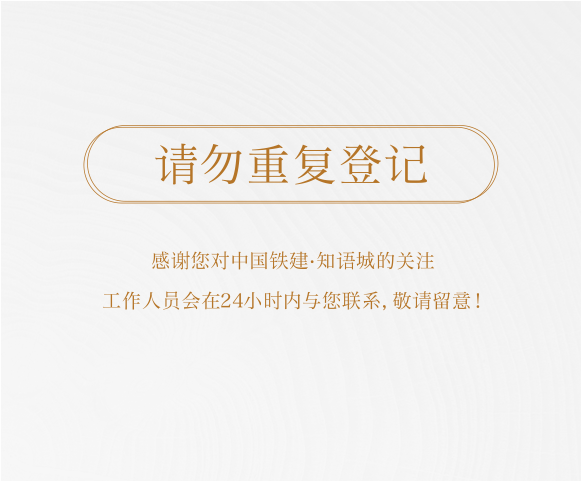 请勿重复登记
感谢您对中国铁建·知语城的关注
工作人员会在24小时内与您联系，敬请留意！